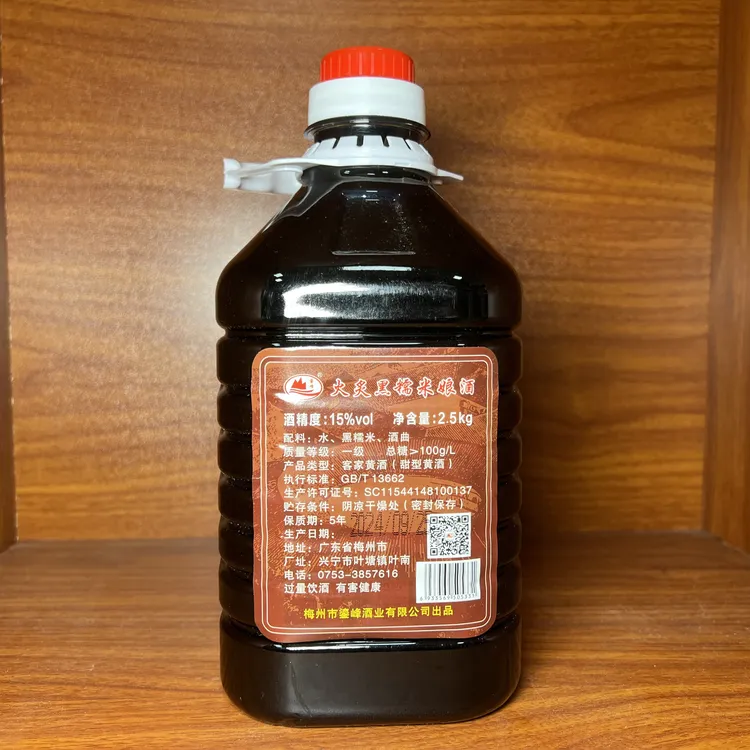 火炙黑糯米娘酒
酒精度:15%vol 净含量:2.5kg
配料: 水、黑糯米、酒曲
质量等级: 一级 总糖>100g/L
产品类型: 客家黄酒（甜型黄酒）
执行标准: GB/T 13662
生产许可证号: SC11544148100137
贮存条件: 阴凉干燥处（密封保存）
保质期: 5年
生产日期:
地址: 广东省梅州市
厂址: 兴宁市叶塘镇叶南
电话: 0753-3857616
过量饮酒 有害健康
梅州市鎏峰酒业有限公司出品